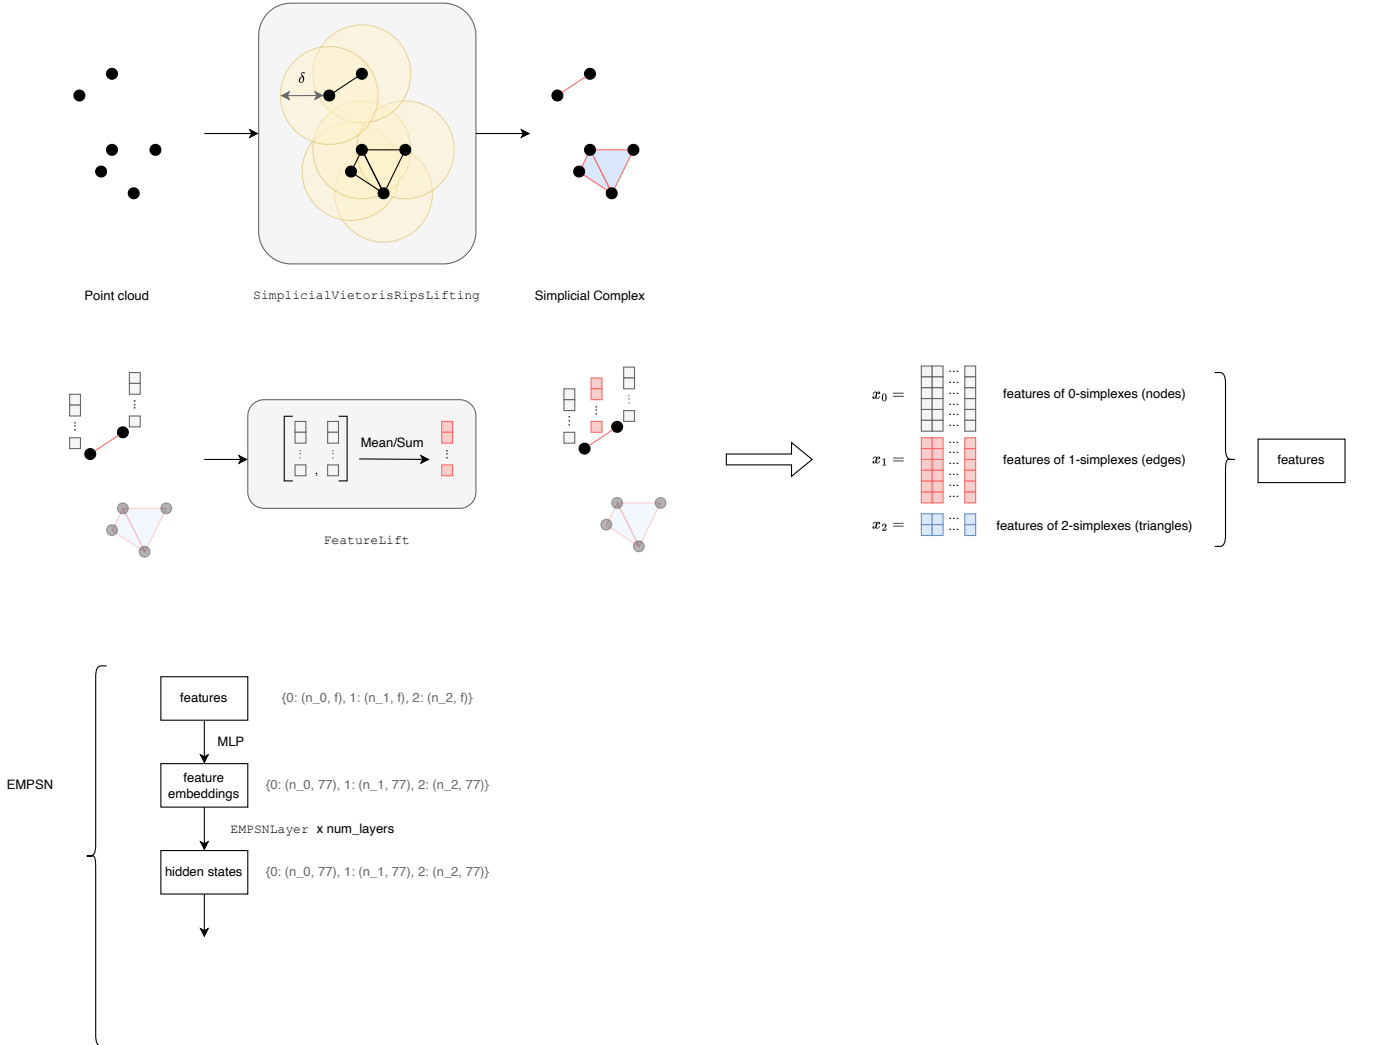 δ
Point cloud
SimplicialVietorisRipsLifting
Simplicial Complex
Mean/Sum
,
FeatureLift
x₀ =
features of 0-simplexes (nodes)
x₁ =
features of 1-simplexes (edges)
x₂ =
features of 2-simplexes (triangles)
features
EMPSN
features
{0: (n_0, f), 1: (n_1, f), 2: (n_2, f)}
MLP
feature
embeddings
{0: (n_0, 77), 1: (n_1, 77), 2: (n_2, 77)}
EMPSNLayer x num_layers
hidden states
{0: (n_0, 77), 1: (n_1, 77), 2: (n_2, 77)}